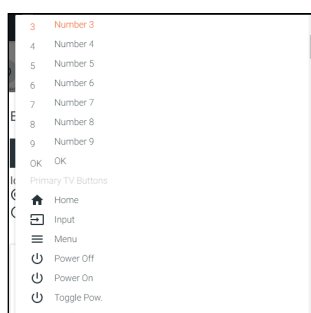 3 Number 3
4 Number 4
5 Number 5
6 Number 6
7 Number 7
8 Number 8
9 Number 9
OK OK
Primary TV Buttons
Home
Input
Menu
Power Off
Power On
Toggle Pow.